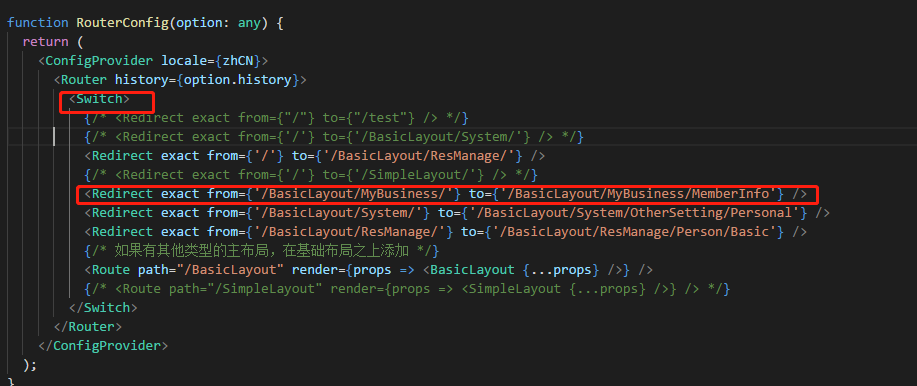 function RouterConfig(option: any) {
  return (
    <ConfigProvider locale={zhCN}>
      <Router history={option.history}>
        <Switch>
          {/* <Redirect exact from={"/"} to={"/test"} /> */}
          {/* <Redirect exact from={'/'} to={'/BasicLayout/System/'} /> */}
          <Redirect exact from={'/'} to={'/BasicLayout/ResManage/'} />
          {/* <Redirect exact from={'/'} to={'/SimpleLayout/'} /> */}
          <Redirect exact from={'/BasicLayout/MyBusiness/'} to={'/BasicLayout/MyBusiness/MemberInfo'} />
          <Redirect exact from={'/BasicLayout/System/'} to={'/BasicLayout/System/OtherSetting/Personal'} />
          <Redirect exact from={'/BasicLayout/ResManage/'} to={'/BasicLayout/ResManage/Person/Basic'} />
          {/* 如果有其他类型的主布局，在基础布局之上添加 */}
          <Route path="/BasicLayout" render={props => <BasicLayout {...props} />} />
          {/* <Route path="/SimpleLayout" render={props => <SimpleLayout {...props} />} /> */}
        </Switch>
      </Router>
    </ConfigProvider>
  );
}